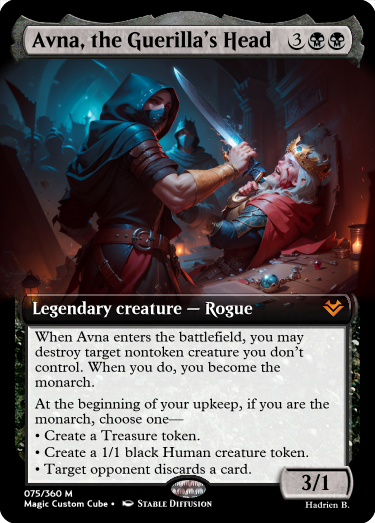 Avna, the Guerilla's Head 3
Legendary creature — Rogue
When Avna enters the battlefield, you may
destroy target nontoken creature you don't
control. When you do, you become the
monarch.
At the beginning of your upkeep, if you are the
monarch, choose one—
• Create a Treasure token.
• Create a 1/1 black Human creature token.
• Target opponent discards a card.
3/1
075/360 M
Magic Custom Cube • Stable Diffusion
Hadrien B.